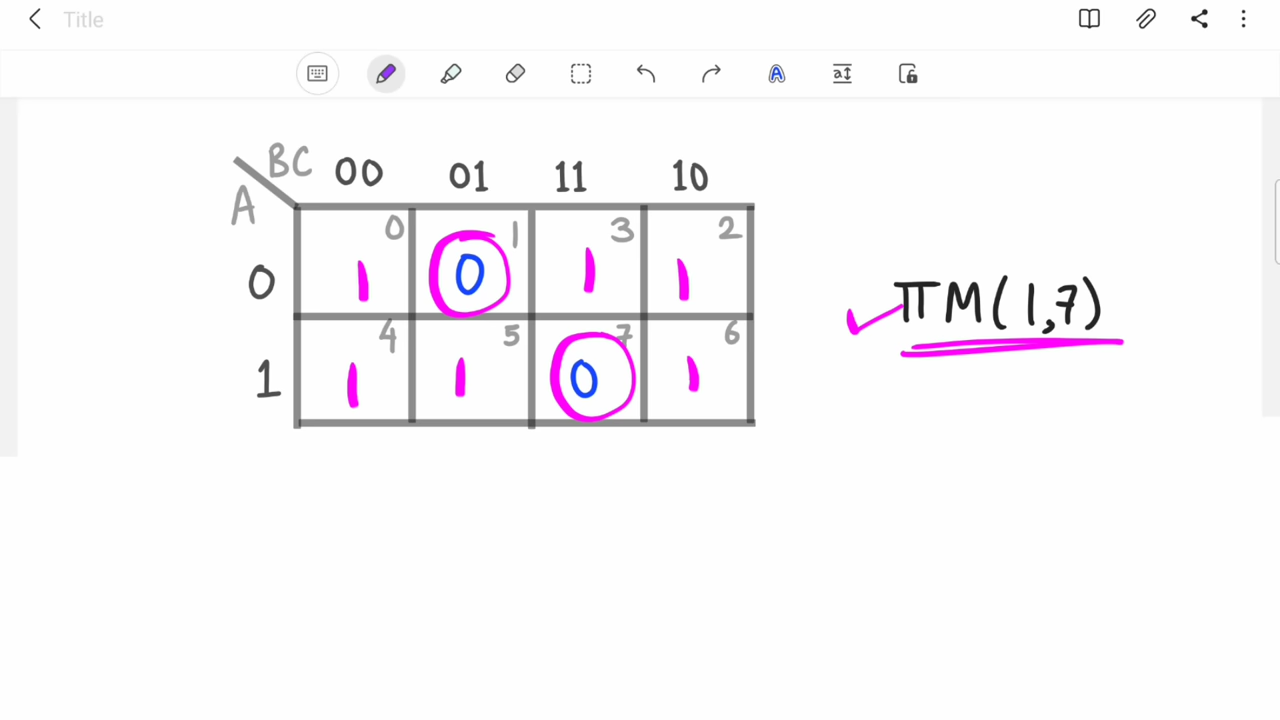 Title
BC 00 01 11 10
A
0 1 3 2
0 1 0 1 1
4 5 7 6
1 1 1 0 1
πM(1,7)